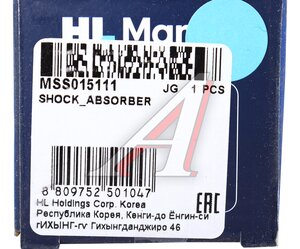 HL Man
MSS015111 JG 1 PCS
SHOCK_ABSORBER
8 809752 501047
EAC
HL Holdings Corp. Korea
Республика Корея, Кенги-до Ёнгин-си
гИХЫНГ-гv Гихынгданджиро 46